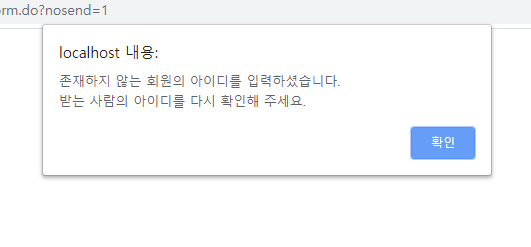 orm.do?nosend=1
localhost 내용:
존재하지 않는 회원의 아이디를 입력하셨습니다.
받는 사람의 아이디를 다시 확인해 주세요.
확인